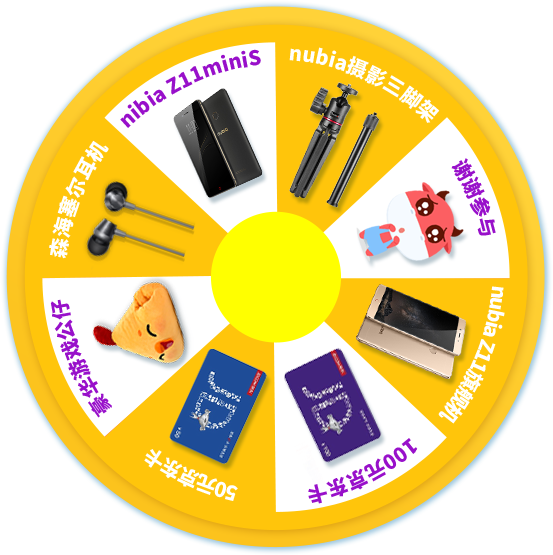 nibia Z11miniS
nubia摄影三脚架
谢谢参与
nubia Z11旗舰机
100元京东卡
50元京东卡
豪华游戏公仔
森海塞尔耳机